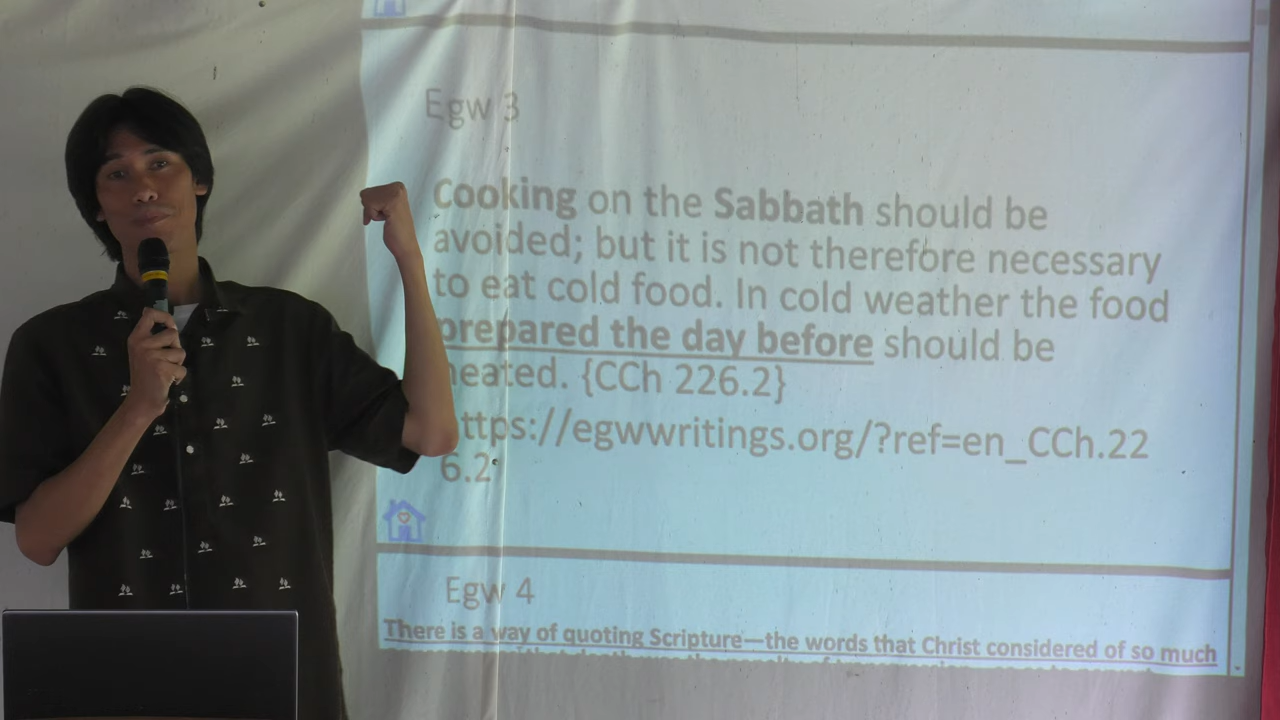 Egw 3
Cooking on the Sabbath should be
avoided; but it is not therefore necessary
to eat cold food. In cold weather the food
prepared the day before should be
heated. {CCh 226.2}
ttps://egwwritings.org/?ref=en_CCh.22
6.2
Egw 4
There is a way of quoting Scripture—the words that Christ considered of so much